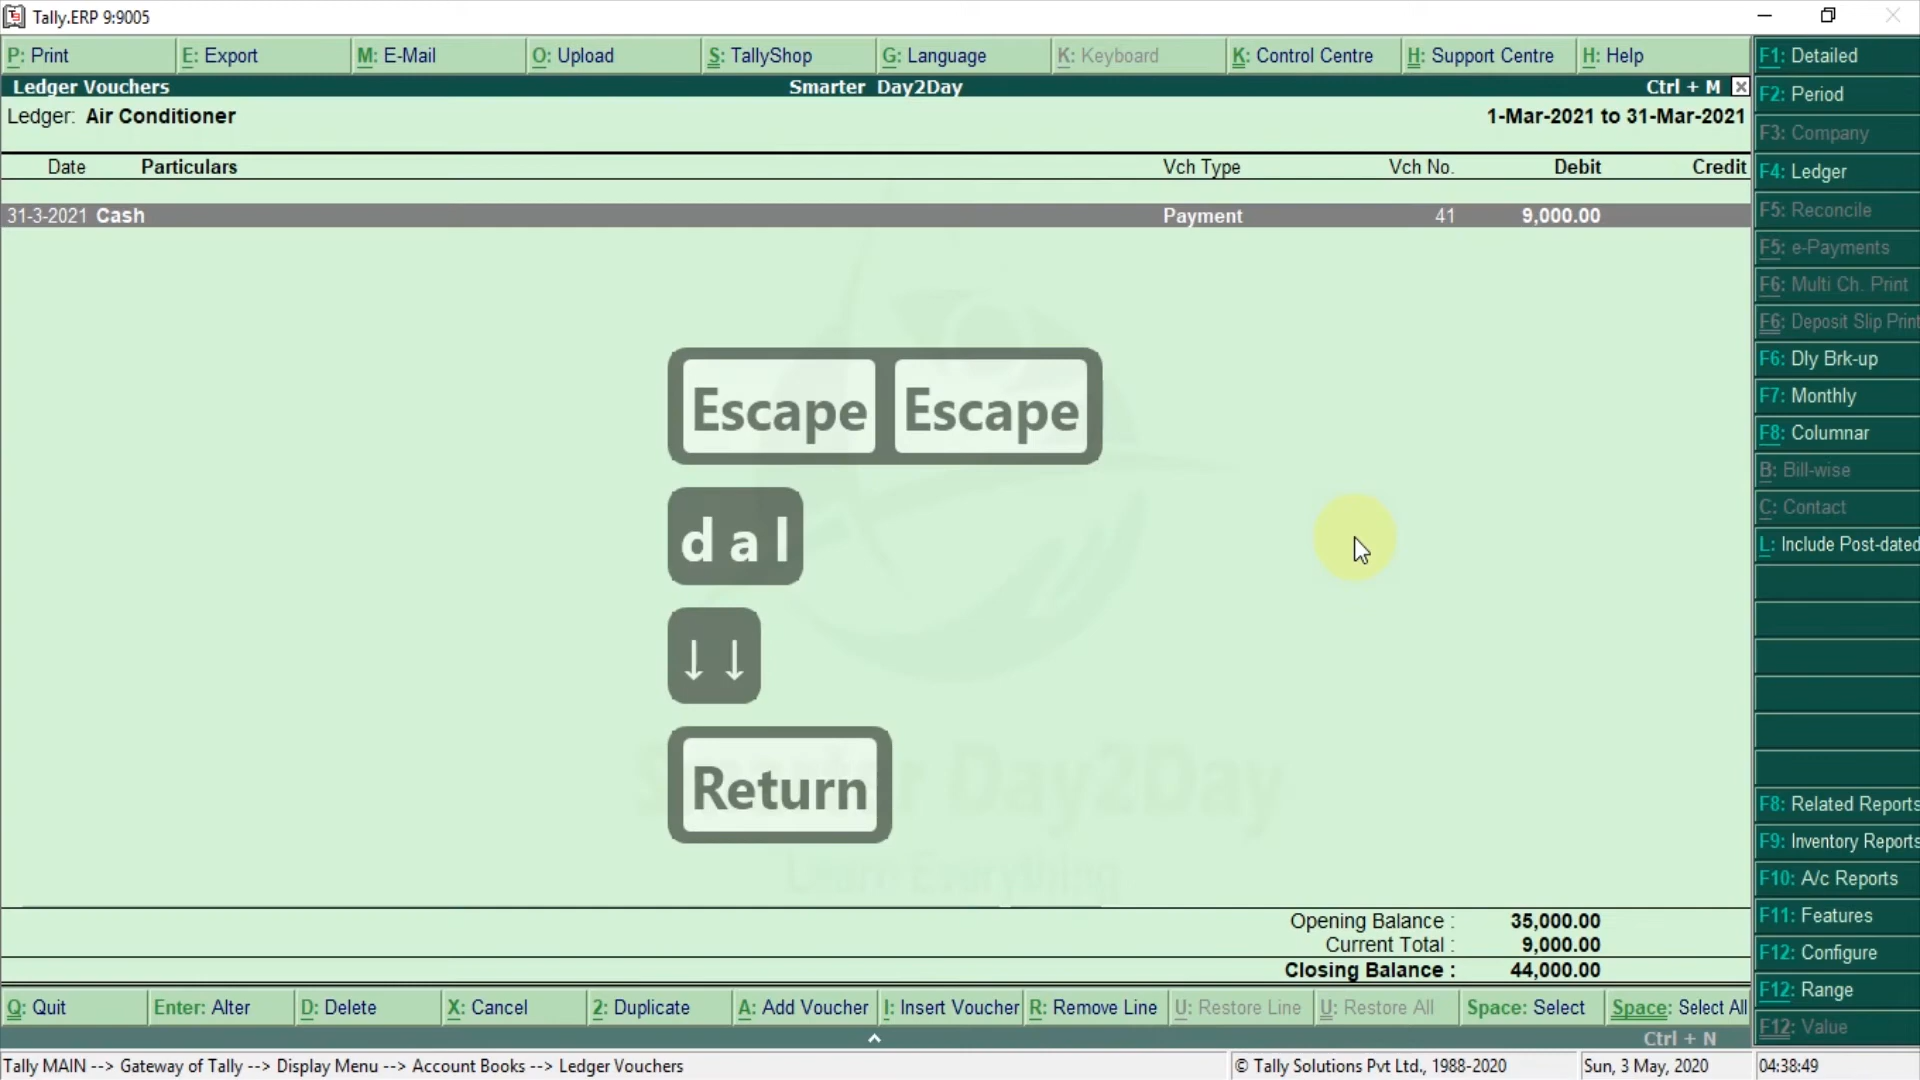 Tally.ERP 9:9005
P: Print E: Export M: E-Mail O: Upload S: TallyShop G: Language K: Keyboard K: Control Centre H: Support Centre H: Help
Ledger Vouchers Smarter Day2Day Ctrl + M
Ledger: Air Conditioner 1-Mar-2021 to 31-Mar-2021
Date Particulars Vch Type Vch No. Debit Credit
31-3-2021 Cash Payment 41 9,000.00
Escape Escape
d a l
↓ ↓
Return
Smarter Day2Day
Learn Everything
Opening Balance : 35,000.00
Current Total : 9,000.00
Closing Balance : 44,000.00
Q: Quit Enter: Alter D: Delete X: Cancel 2: Duplicate A: Add Voucher I: Insert Voucher R: Remove Line U: Restore Line U: Restore All Space: Select Space: Select All
Ctrl + N
F1: Detailed
F2: Period
F3: Company
F4: Ledger
F5: Reconcile
F5: e-Payments
F6: Multi Ch. Print
F6: Deposit Slip Print
F6: Dly Brk-up
F7: Monthly
F8: Columnar
B: Bill-wise
C: Contact
L: Include Post-dated
F8: Related Reports
F9: Inventory Reports
F10: A/c Reports
F11: Features
F12: Configure
F12: Range
F12: Value
Tally MAIN --> Gateway of Tally --> Display Menu --> Account Books --> Ledger Vouchers © Tally Solutions Pvt Ltd., 1988-2020 Sun, 3 May, 2020 04:38:49